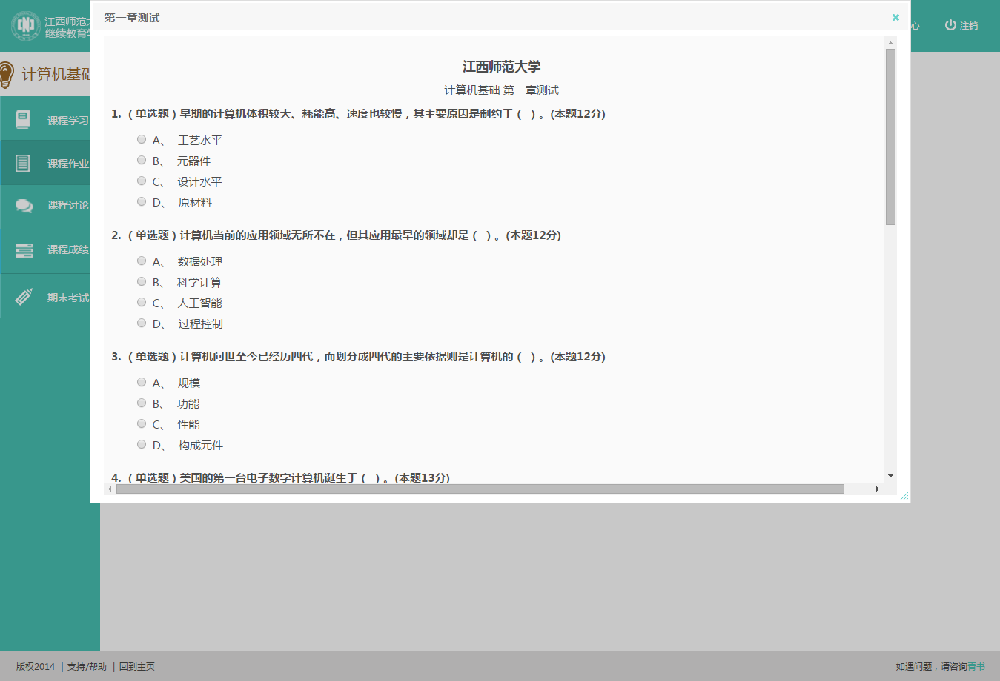 江西师范大
继续教育学
心
注销
计算机基础
课程学习
课程作业
课程讨论
课程成绩
期末考试
第一章测试
江西师范大学
计算机基础 第一章测试
1. （单选题）早期的计算机体积较大、耗能高、速度也较慢，其主要原因是制约于（ ）。(本题12分)
A、 工艺水平
B、 元器件
C、 设计水平
D、 原材料
2. （单选题）计算机当前的应用领域无所不在，但其应用最早的领域却是（ ）。(本题12分)
A、 数据处理
B、 科学计算
C、 人工智能
D、 过程控制
3. （单选题）计算机问世至今已经历四代，而划分成四代的主要依据则是计算机的（ ）。(本题12分)
A、 规模
B、 功能
C、 性能
D、 构成元件
4. （单选题）美国的第一台电子数字计算机诞生于（ ）。(本题13分)
版权2014 | 支持/帮助 | 回到主页
如遇问题，请咨询青书